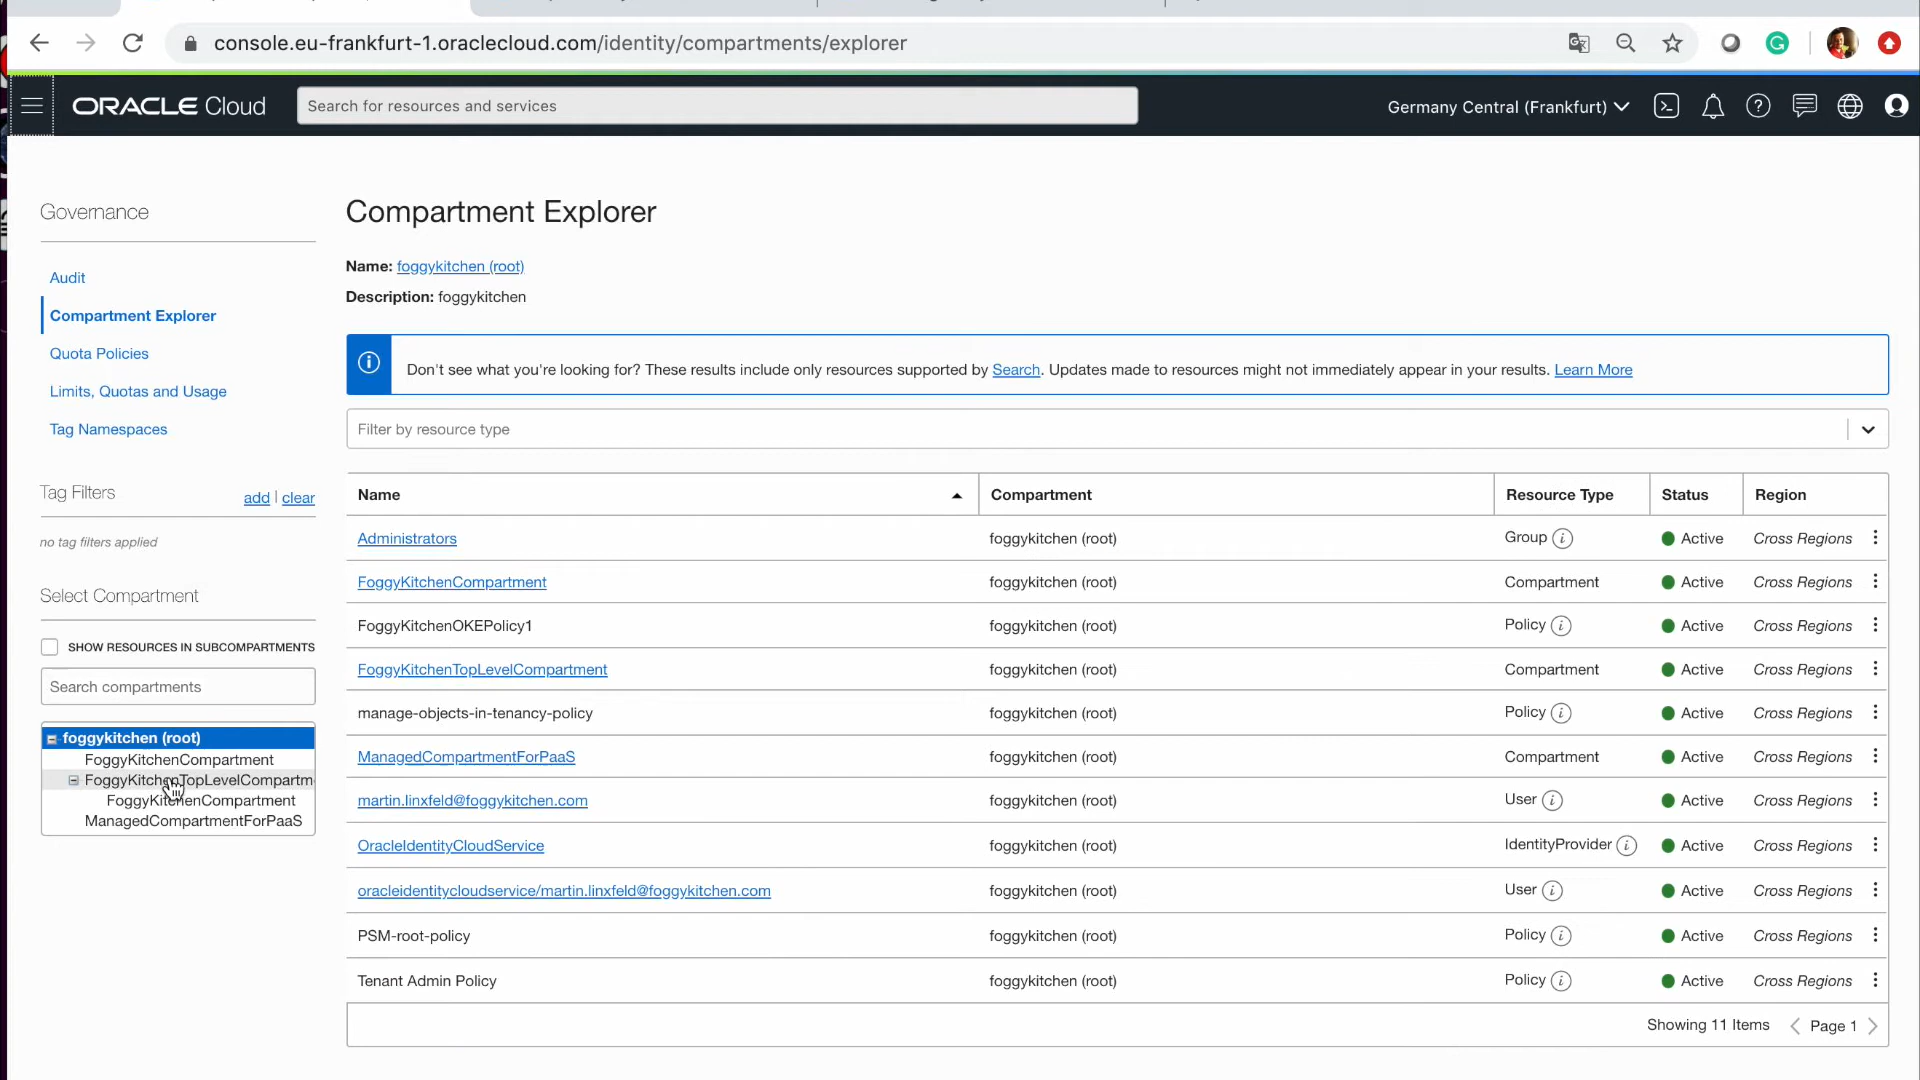 console.eu-frankfurt-1.oraclecloud.com/identity/compartments/explorer
ORACLE Cloud
Search for resources and services
Germany Central (Frankfurt)
Governance
Audit
Compartment Explorer
Quota Policies
Limits, Quotas and Usage
Tag Namespaces
Tag Filters
add | clear
no tag filters applied
Select Compartment
SHOW RESOURCES IN SUBCOMPARTMENTS
Search compartments
foggykitchen (root)
FoggyKitchenCompartment
FoggyKitchenTopLevelCompartm
FoggyKitchenCompartment
ManagedCompartmentForPaaS
Compartment Explorer
Name: foggykitchen (root)
Description: foggykitchen
Don't see what you're looking for? These results include only resources supported by Search. Updates made to resources might not immediately appear in your results. Learn More
Filter by resource type
Name Compartment Resource Type Status Region
Administrators foggykitchen (root) Group Active Cross Regions
FoggyKitchenCompartment foggykitchen (root) Compartment Active Cross Regions
FoggyKitchenOKEPolicy1 foggykitchen (root) Policy Active Cross Regions
FoggyKitchenTopLevelCompartment foggykitchen (root) Compartment Active Cross Regions
manage-objects-in-tenancy-policy foggykitchen (root) Policy Active Cross Regions
ManagedCompartmentForPaaS foggykitchen (root) Compartment Active Cross Regions
martin.linxfeld@foggykitchen.com foggykitchen (root) User Active Cross Regions
OracleIdentityCloudService foggykitchen (root) IdentityProvider Active Cross Regions
oracleidentitycloudservice/martin.linxfeld@foggykitchen.com foggykitchen (root) User Active Cross Regions
PSM-root-policy foggykitchen (root) Policy Active Cross Regions
Tenant Admin Policy foggykitchen (root) Policy Active Cross Regions
Showing 11 Items < Page 1 >